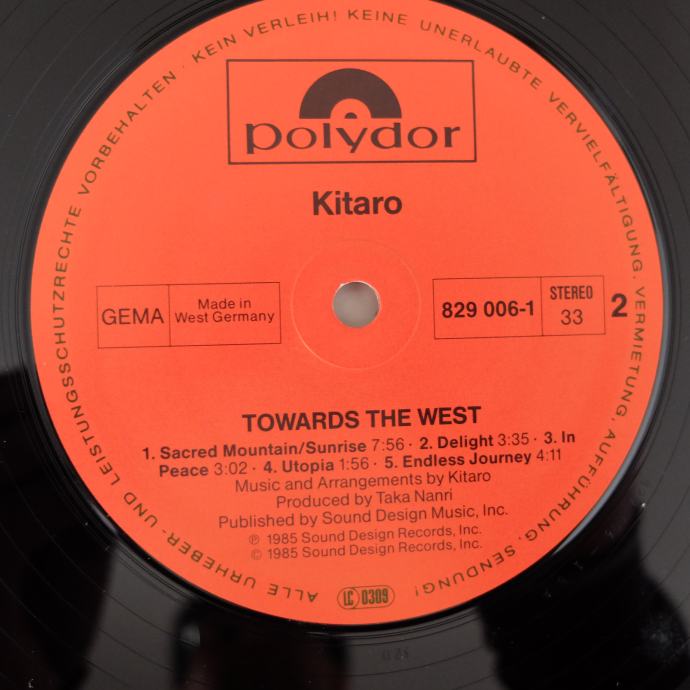 ALLE URHEBER- UND LEISTUNGSSCHUTZRECHTE VORBEHALTEN · KEIN VERLEIH! KEINE UNERLAUBTE VERVIELFÄLTIGUNG, VERMIETUNG, AUFFÜHRUNG, SENDUNG!
polydor
Kitaro
GEMA
Made in
West Germany
829 006-1
STEREO
33
2
TOWARDS THE WEST
1. Sacred Mountain/Sunrise 7:56 · 2. Delight 3:35 · 3. In
Peace 3:02 · 4. Utopia 1:56 · 5. Endless Journey 4:11
Music and Arrangements by Kitaro
Produced by Taka Nanri
Published by Sound Design Music, Inc.
℗ 1985 Sound Design Records, Inc.
© 1985 Sound Design Records, Inc.
LC 0309